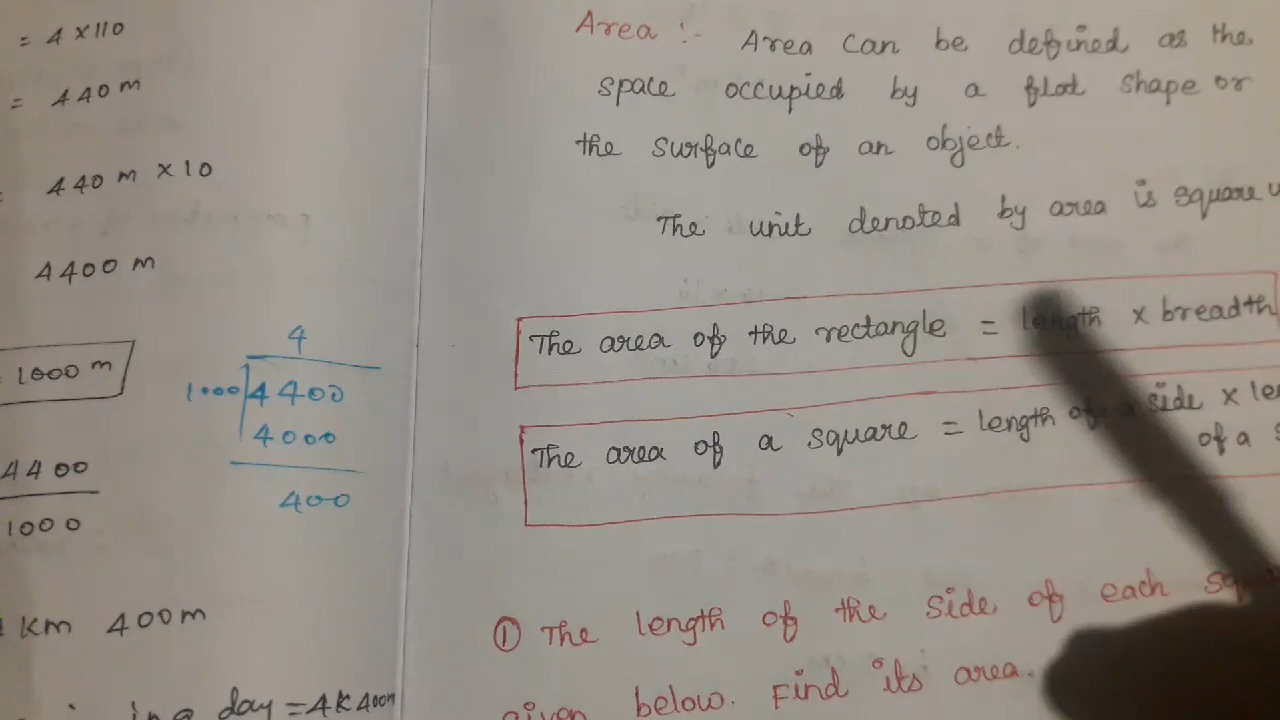 = 4 × 110
= 440 m
440 m × 10
4400 m
1000 m
4
1000 4400
4000
400
4400
1000
km 400m
day = 4k 400m
Area :- Area can be defined as the
space occupied by a flat shape or
the surface of an object.
The unit denoted by area is square
The area of the rectangle = length × breadth
The area of a square = length of a side ×
of a
① The length of the side of each
given below. Find its area.